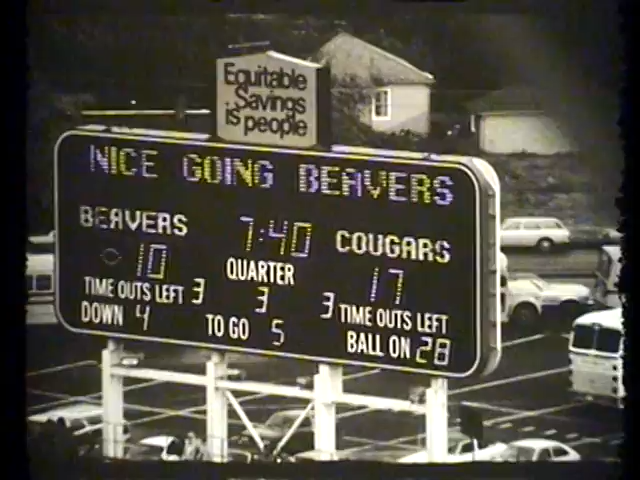 Equitable
Savings
is people
NICE GOING BEAVERS
BEAVERS 7:40 COUGARS
10 QUARTER 17
TIME OUTS LEFT 3 3 3 TIME OUTS LEFT
DOWN 4 TO GO 5 BALL ON 28